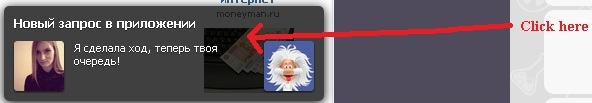 интернет
moneyman.ru
Новый запрос в приложении
Я сделала ход, теперь твоя
очередь!
Click here